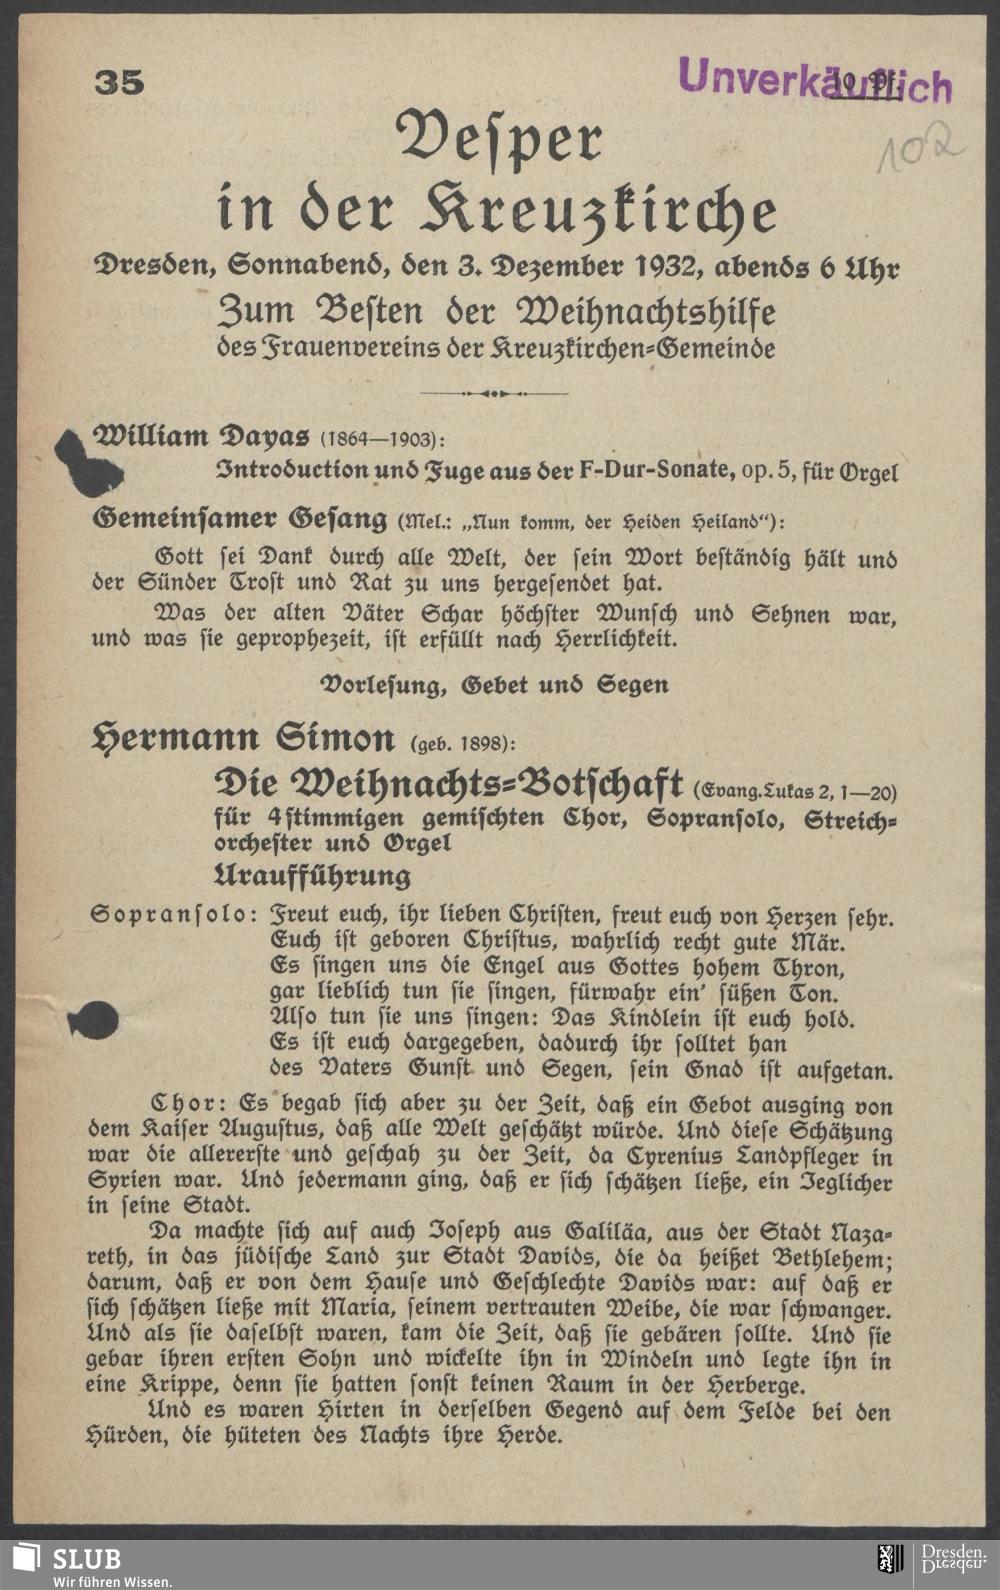 35
Unverkäuflich
10 Pf.
102
Vesper
in der Kreuzkirche
Dresden, Sonnabend, den 3. Dezember 1932, abends 6 Uhr
Zum Besten der Weihnachtshilfe
des Frauenvereins der Kreuzkirchen=Gemeinde
William Dayas (1864—1903):
Introduction und Fuge aus der F-Dur-Sonate, op. 5, für Orgel
Gemeinsamer Gesang (Mel.: „Nun komm, der Heiden Heiland“):
Gott sei Dank durch alle Welt, der sein Wort beständig hält und
der Sünder Trost und Rat zu uns hergesendet hat.
Was der alten Väter Schar höchster Wunsch und Sehnen war,
und was sie geprophezeit, ist erfüllt nach Herrlichkeit.
Vorlesung, Gebet und Segen
Hermann Simon (geb. 1898):
Die Weihnachts=Botschaft (Evang. Lukas 2, 1—20)
für 4stimmigen gemischten Chor, Sopransolo, Streich=
orchester und Orgel
Uraufführung
Sopransolo: Freut euch, ihr lieben Christen, freut euch von Herzen sehr.
Euch ist geboren Christus, wahrlich recht gute Mär.
Es singen uns die Engel aus Gottes hohem Thron,
gar lieblich tun sie singen, fürwahr ein’ süßen Ton.
Also tun sie uns singen: Das Kindlein ist euch hold.
Es ist euch dargegeben, dadurch ihr solltet han
des Vaters Gunst und Segen, sein Gnad ist aufgetan.
Chor: Es begab sich aber zu der Zeit, daß ein Gebot ausging von
dem Kaiser Augustus, daß alle Welt geschätzt würde. Und diese Schätzung
war die allererste und geschah zu der Zeit, da Cyrenius Landpfleger in
Syrien war. Und jedermann ging, daß er sich schätzen ließe, ein Jeglicher
in seine Stadt.
Da machte sich auf auch Joseph aus Galiläa, aus der Stadt Naza=
reth, in das jüdische Land zur Stadt Davids, die da heißet Bethlehem;
darum, daß er von dem Hause und Geschlechte Davids war: auf daß er
sich schätzen ließe mit Maria, seinem vertrauten Weibe, die war schwanger.
Und als sie daselbst waren, kam die Zeit, daß sie gebären sollte. Und sie
gebar ihren ersten Sohn und wickelte ihn in Windeln und legte ihn in
eine Krippe, denn sie hatten sonst keinen Raum in der Herberge.
Und es waren Hirten in derselben Gegend auf dem Felde bei den
Hürden, die hüteten des Nachts ihre Herde.
SLUB
Wir führen Wissen.
Dresden.
Dresden.